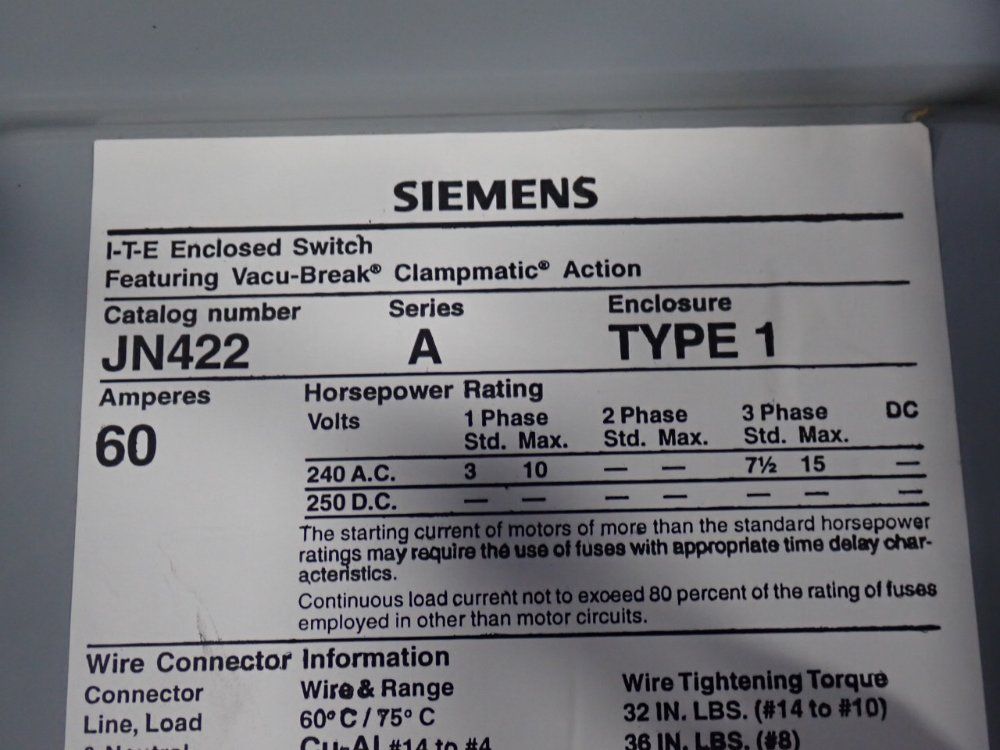 SIEMENS
I-T-E Enclosed Switch
Featuring Vacu-Break® Clampmatic® Action
Catalog number Series Enclosure
JN422 A TYPE 1
Amperes Horsepower Rating
60
Volts 1 Phase 2 Phase 3 Phase DC
Std. Max. Std. Max. Std. Max.
240 A.C. 3 10 — — 7½ 15 —
250 D.C. — — — — — — —
The starting current of motors of more than the standard horsepower
ratings may require the use of fuses with appropriate time delay char-
acteristics.
Continuous load current not to exceed 80 percent of the rating of fuses
employed in other than motor circuits.
Wire Connector Information
Connector Wire & Range Wire Tightening Torque
Line, Load 60° C / 75° C 32 IN. LBS. (#14 to #10)
& Neutral Cu-Al #14 to #4 36 IN. LBS. (#8)